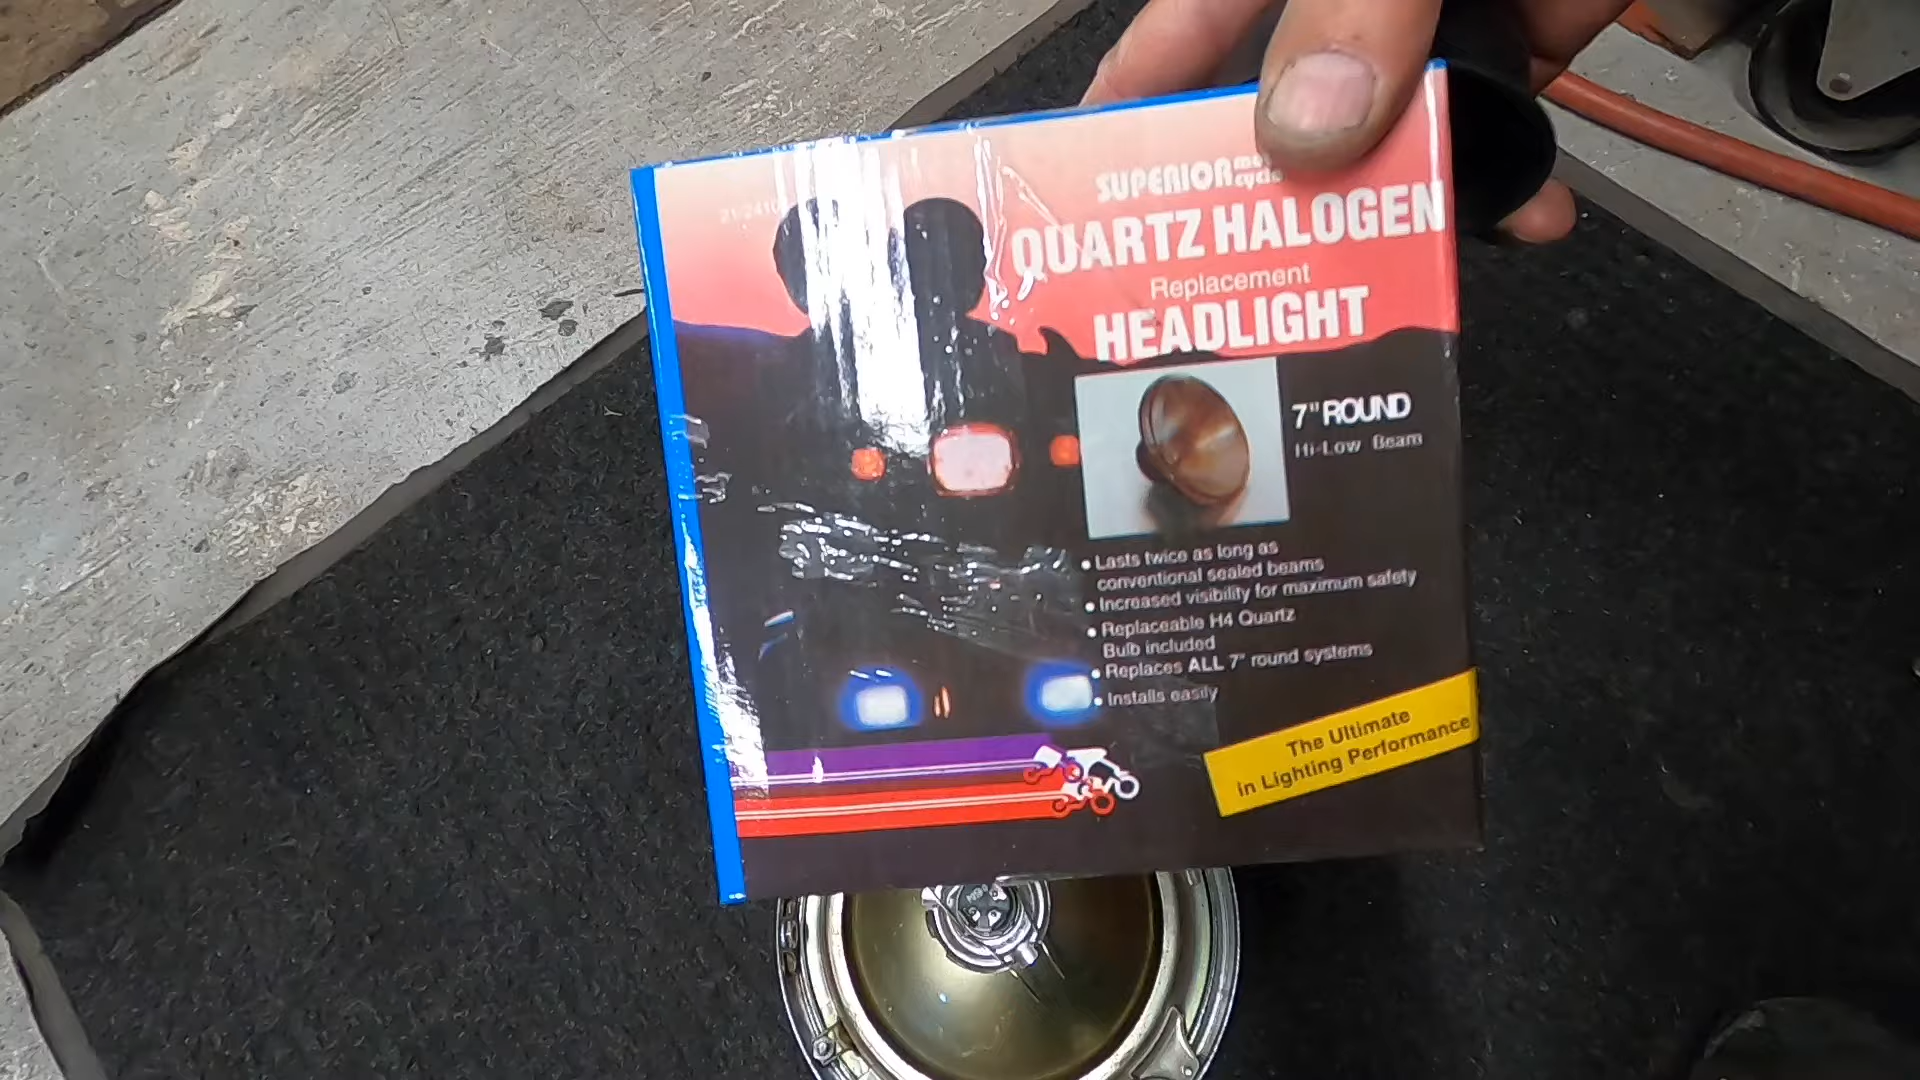 SUPERIOR
QUARTZ HALOGEN
Replacement
HEADLIGHT
7" ROUND
Hi-Low Beam
• Lasts twice as long as
conventional sealed beams
• Increased visibility for maximum safety
• Replaceable H4 Quartz
Bulb included
• Replaces ALL 7" round systems
• Installs easily
The Ultimate
in Lighting Performance